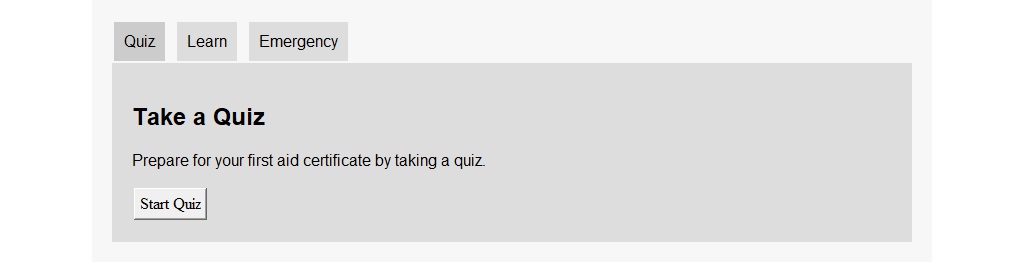 Quiz Learn Emergency
Take a Quiz
Prepare for your first aid certificate by taking a quiz.
Start Quiz